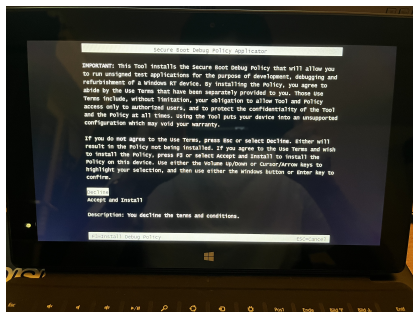 Secure Boot Debug Policy Applicator
IMPORTANT: This Tool installs the Secure Boot Debug Policy that will allow you
to run unsigned test applications for the purpose of development, debugging and
refurbishment of a Windows RT device. By installing the Policy, you agree to
abide by the Use Terms that have been separately provided to you. Those Use
Terms include, without limitation, your obligation to allow Tool and Policy
access only to authorized users, and to protect the confidentiality of the Tool
and the Policy at all times. Using the Tool puts your device into an unsupported
configuration which may void your warranty.
If you do not agree to the Use Terms, press Esc or select Decline. Either will
result in the Policy not being installed. If you agree to the Use Terms and wish
to install the Policy, press F3 or select Accept and Install to install the
Policy on this device. Use either the Volume Up/Down or Cursor/Arrow keys to
highlight your selection, and then use either the Windows button or Enter key to
confirm.
Decline
Accept and Install
Description: You decline the terms and conditions.
F3=Install Debug Policy ESC=Cancel
Pos1 Ende Bild↑ Bild↓